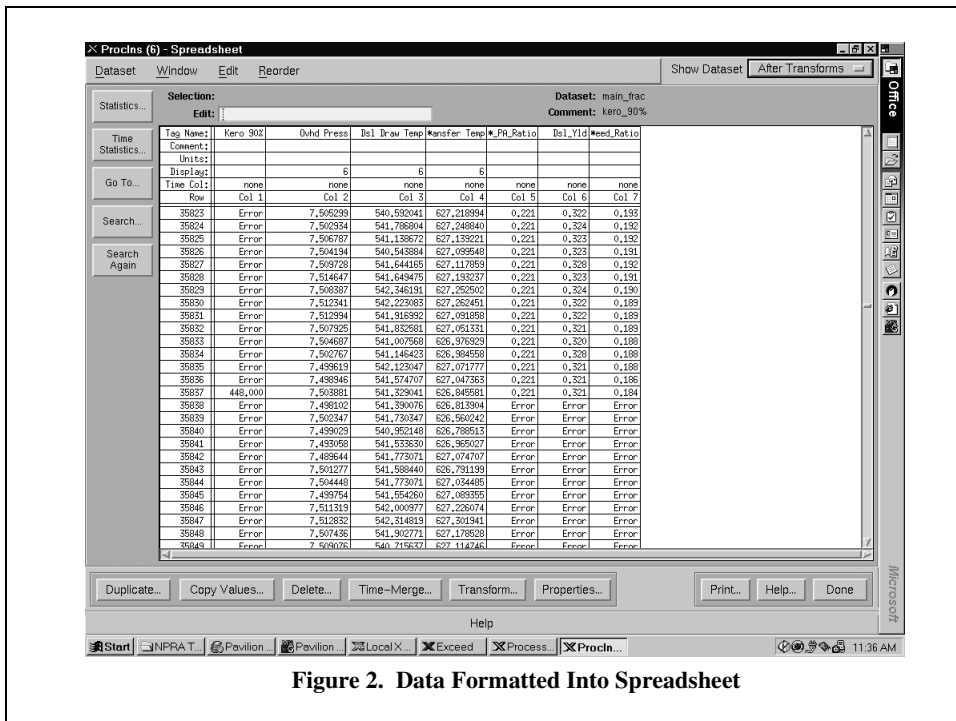 ProcIns (6) - Spreadsheet
Dataset Window Edit Reorder Show Dataset After Transforms
Statistics... Selection: Dataset: main_frac
Edit: Comment: kero_90%
Time Statistics...
Go To...
Search...
Search Again
Tag Name: Kero 90% Ovhd Press Dsl Draw Temp *ansfer Temp *_PA_Ratio Dsl_Yld *eed_Ratio
Comment:
Units:
Display: 6 6 6
Time Col: none none none none none none none
Row Col 1 Col 2 Col 3 Col 4 Col 5 Col 6 Col 7
35823 Error 7.505299 540.592041 627.218994 0.221 0.322 0.193
35824 Error 7.502934 541.786804 627.248840 0.221 0.324 0.192
35825 Error 7.506787 541.138672 627.139221 0.221 0.323 0.192
35826 Error 7.504194 540.543884 627.099548 0.221 0.323 0.191
35827 Error 7.509728 541.644165 627.117859 0.221 0.328 0.192
35828 Error 7.514647 541.649475 627.193237 0.221 0.323 0.191
35829 Error 7.508387 542.346191 627.252502 0.221 0.324 0.190
35830 Error 7.512341 542.223083 627.262451 0.221 0.322 0.189
35831 Error 7.512994 541.916992 627.091858 0.221 0.322 0.189
35832 Error 7.507925 541.832581 627.051331 0.221 0.321 0.189
35833 Error 7.504687 541.007568 626.976929 0.221 0.320 0.188
35834 Error 7.502767 541.146423 626.984558 0.221 0.328 0.188
35835 Error 7.499619 542.123047 627.071777 0.221 0.321 0.188
35836 Error 7.498946 541.574707 627.047363 0.221 0.321 0.186
35837 448.000 7.503881 541.329041 626.845581 0.221 0.321 0.184
35838 Error 7.498102 541.390076 626.813904 Error Error Error
35839 Error 7.502347 541.730347 626.560242 Error Error Error
35840 Error 7.499029 540.952148 626.788513 Error Error Error
35841 Error 7.493058 541.533630 626.965027 Error Error Error
35842 Error 7.489644 541.773071 627.074707 Error Error Error
35843 Error 7.501277 541.588440 626.791199 Error Error Error
35844 Error 7.504448 541.773071 627.034485 Error Error Error
35845 Error 7.499754 541.554260 627.089355 Error Error Error
35846 Error 7.511319 542.000977 627.226074 Error Error Error
35847 Error 7.512832 542.314819 627.301941 Error Error Error
35848 Error 7.507436 541.902771 627.178528 Error Error Error
35849 Error 7.509076 540.715637 627.114746 Error Error Error
Duplicate... Copy Values... Delete... Time-Merge... Transform... Properties... Print... Help... Done
Help
Office
Microsoft
Start NPRA T... Pavilion ... Pavilion ... Local X... Exceed Process... ProcIn... 11:36 AM
Figure 2. Data Formatted Into Spreadsheet